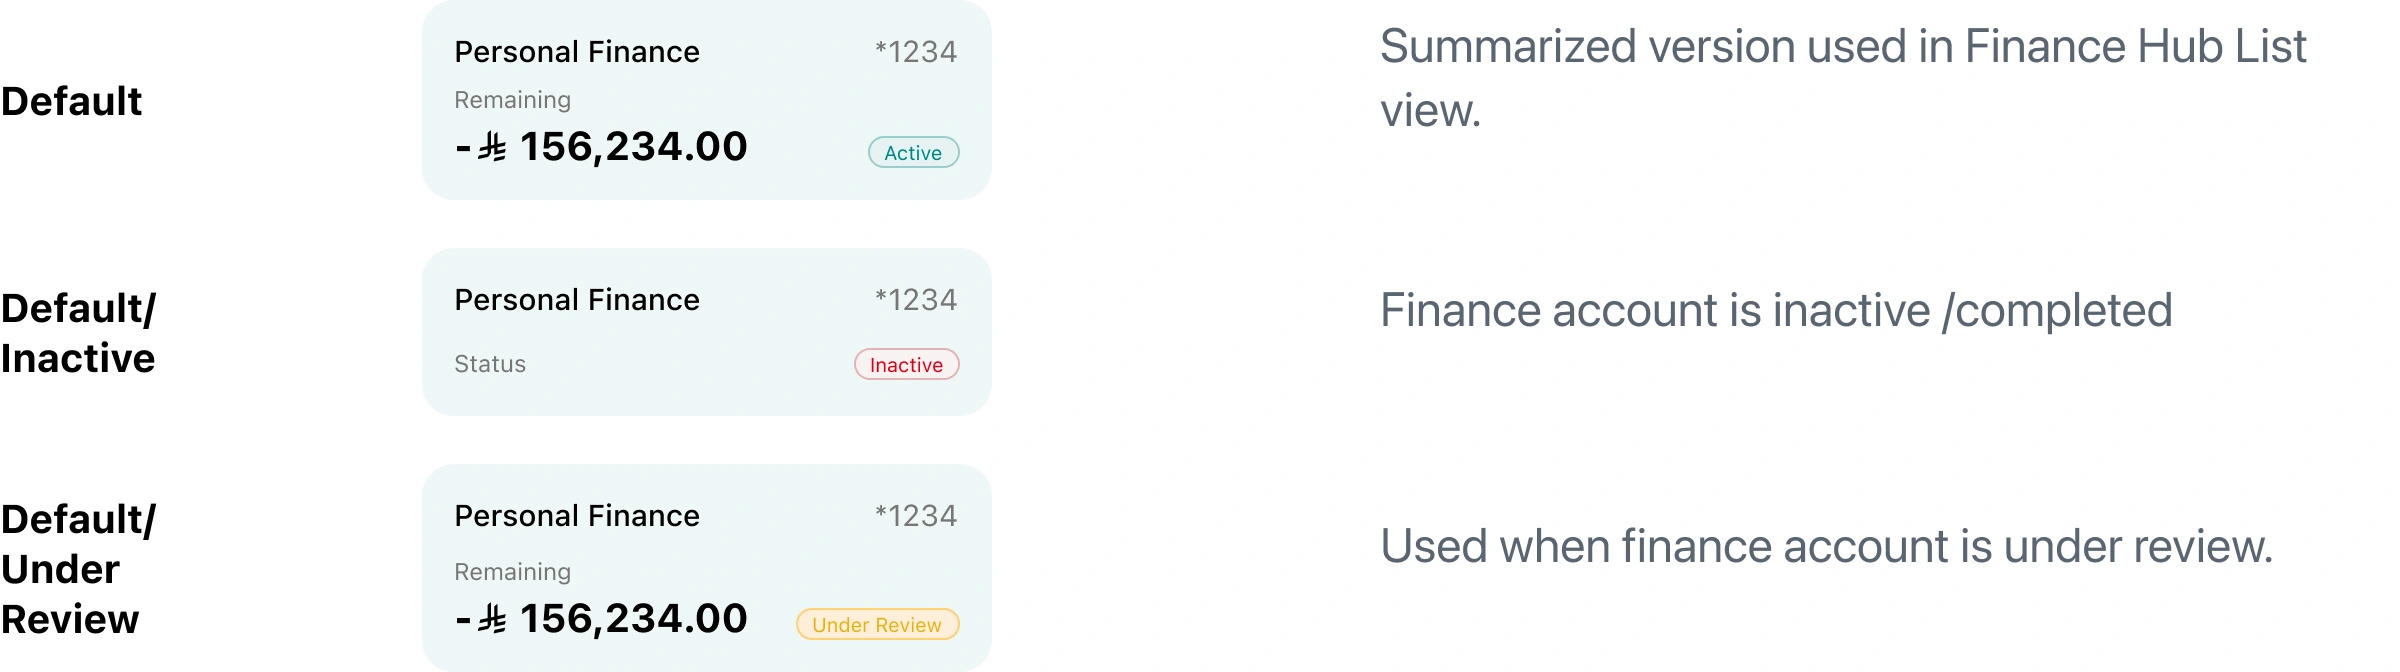 Default
Personal Finance *1234
Remaining
-⃁ 156,234.00 Active
Summarized version used in Finance Hub List
view.
Default/
Inactive
Personal Finance *1234
Status Inactive
Finance account is inactive /completed
Default/
Under
Review
Personal Finance *1234
Remaining
-⃁ 156,234.00 Under Review
Used when finance account is under review.